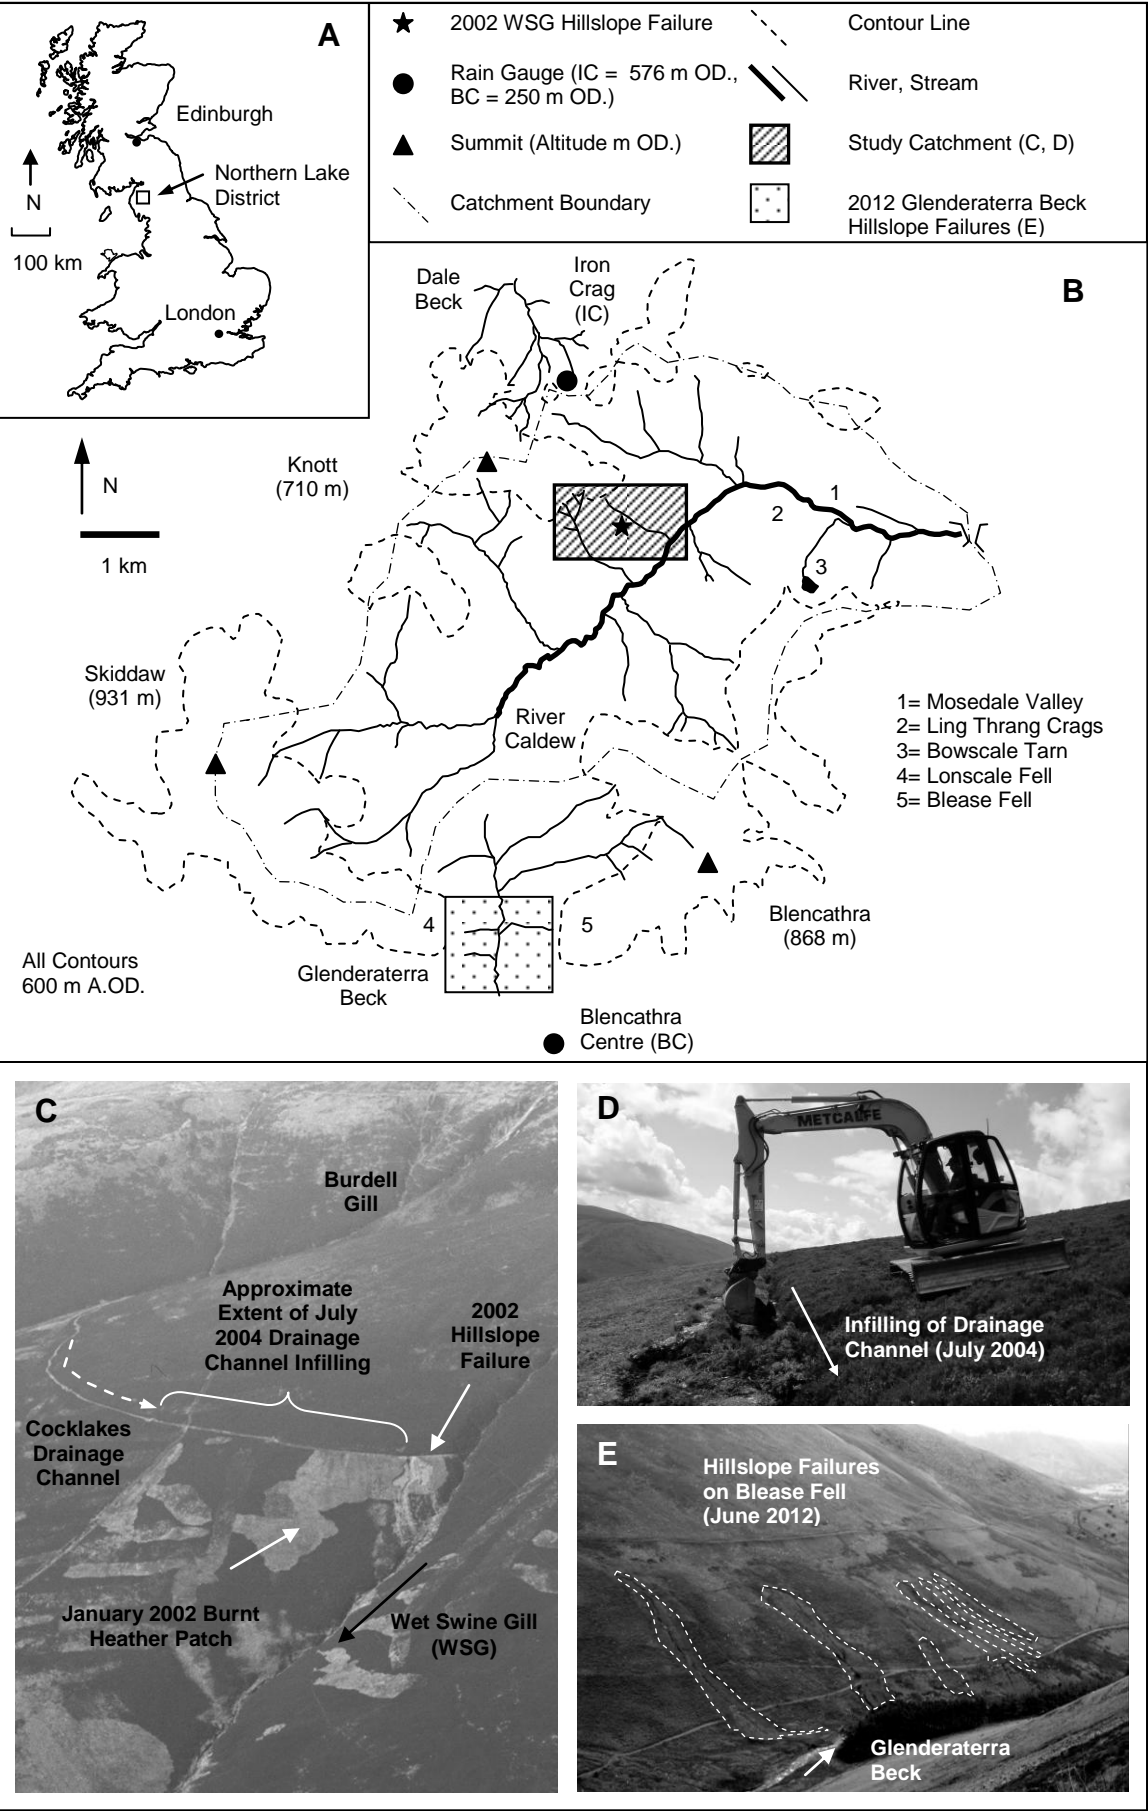 A
Edinburgh
Northern Lake
District
N
100 km
London
2002 WSG Hillslope Failure
Contour Line
Rain Gauge (IC = 576 m OD.,
BC = 250 m OD.)
River, Stream
Summit (Altitude m OD.)
Study Catchment (C, D)
Catchment Boundary
2012 Glenderaterra Beck
Hillslope Failures (E)
B
Dale
Beck
Iron
Crag
(IC)
Knott
(710 m)
N
1 km
1
2
3
Skiddaw
(931 m)
River
Caldew
1= Mosedale Valley
2= Ling Thrang Crags
3= Bowscale Tarn
4= Lonscale Fell
5= Blease Fell
4
5
Blencathra
(868 m)
All Contours
600 m A.OD.
Glenderaterra
Beck
Blencathra
Centre (BC)
C
Burdell
Gill
Approximate
Extent of July
2004 Drainage
Channel Infilling
2002
Hillslope
Failure
Cocklakes
Drainage
Channel
January 2002 Burnt
Heather Patch
Wet Swine Gill
(WSG)
D
METCALFE
Infilling of Drainage
Channel (July 2004)
E
Hillslope Failures
on Blease Fell
(June 2012)
Glenderaterra
Beck